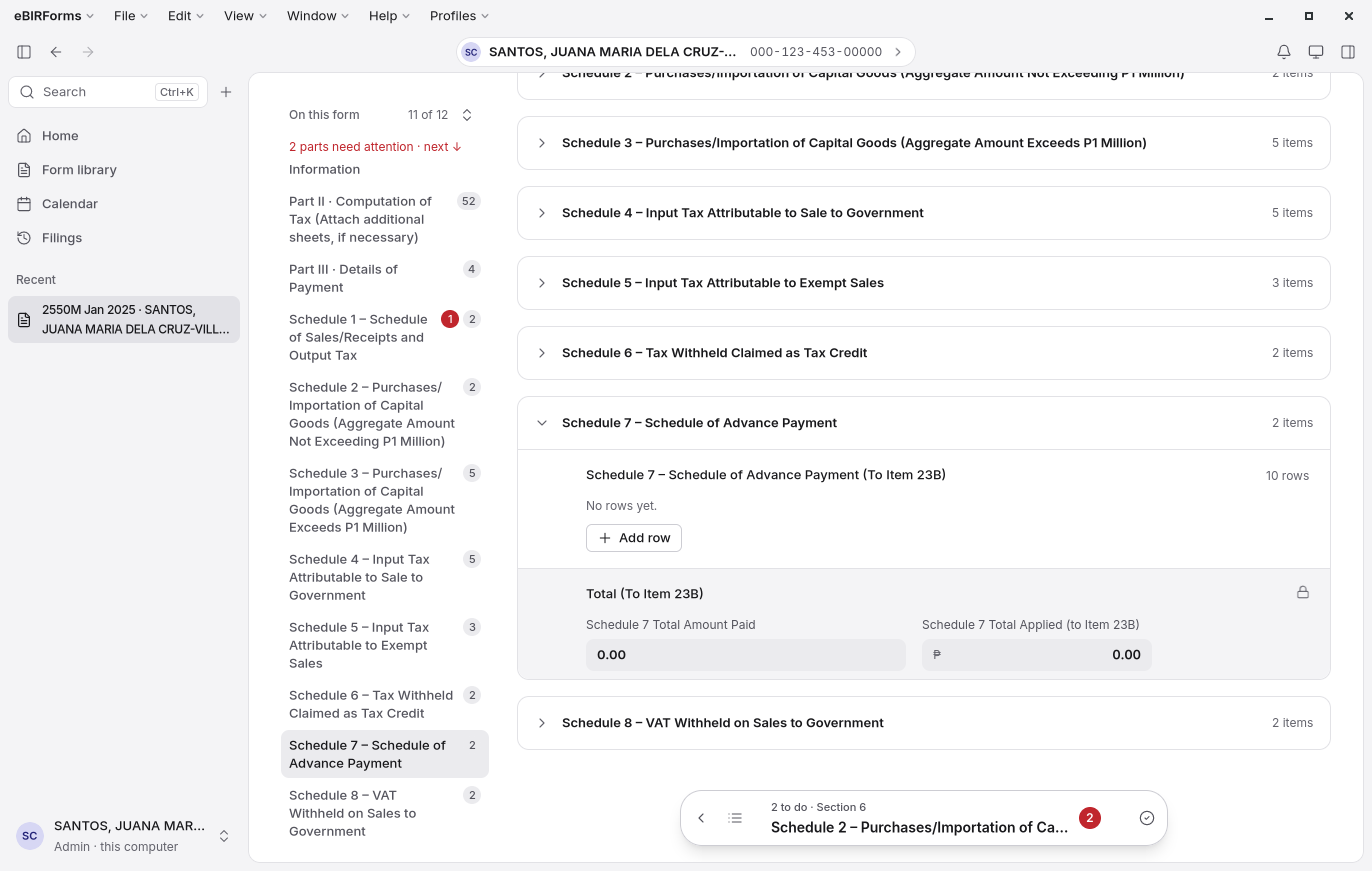 eBIRForms
File
Edit
View
Window
Help
Profiles
SC
SANTOS, JUANA MARIA DELA CRUZ-...
000-123-453-00000
Search
Ctrl+K
Home
Form library
Calendar
Filings
Recent
2550M Jan 2025 · SANTOS,
JUANA MARIA DELA CRUZ-VILL...
SC
SANTOS, JUANA MAR...
Admin · this computer
On this form
11 of 12
2 parts need attention · next ↓
Information
Part II · Computation of
Tax (Attach additional
sheets, if necessary)
52
Part III · Details of
Payment
4
Schedule 1 – Schedule
of Sales/Receipts and
Output Tax
1
2
Schedule 2 – Purchases/
Importation of Capital
Goods (Aggregate Amount
Not Exceeding P1 Million)
2
Schedule 3 – Purchases/
Importation of Capital
Goods (Aggregate Amount
Exceeds P1 Million)
5
Schedule 4 – Input Tax
Attributable to Sale to
Government
5
Schedule 5 – Input Tax
Attributable to Exempt
Sales
3
Schedule 6 – Tax Withheld
Claimed as Tax Credit
2
Schedule 7 – Schedule of
Advance Payment
2
Schedule 8 – VAT
Withheld on Sales to
Government
2
Schedule 2 – Purchases/Importation of Capital Goods (Aggregate Amount Not Exceeding P1 Million)
2 items
Schedule 3 – Purchases/Importation of Capital Goods (Aggregate Amount Exceeds P1 Million)
5 items
Schedule 4 – Input Tax Attributable to Sale to Government
5 items
Schedule 5 – Input Tax Attributable to Exempt Sales
3 items
Schedule 6 – Tax Withheld Claimed as Tax Credit
2 items
Schedule 7 – Schedule of Advance Payment
2 items
Schedule 7 – Schedule of Advance Payment (To Item 23B)
10 rows
No rows yet.
Add row
Total (To Item 23B)
Schedule 7 Total Amount Paid
0.00
Schedule 7 Total Applied (to Item 23B)
₱ 0.00
Schedule 8 – VAT Withheld on Sales to Government
2 items
2 to do · Section 6
Schedule 2 – Purchases/Importation of Ca...
2